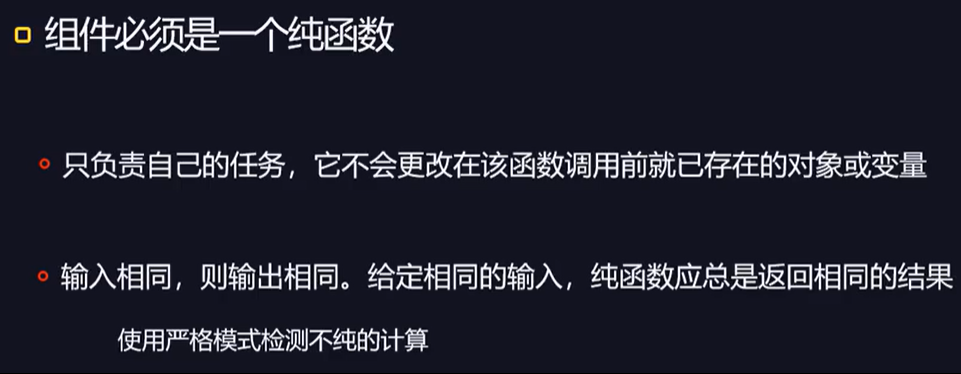 组件必须是一个纯函数
只负责自己的任务，它不会更改在该函数调用前就已存在的对象或变量
输入相同，则输出相同。给定相同的输入，纯函数应总是返回相同的结果
使用严格模式检测不纯的计算